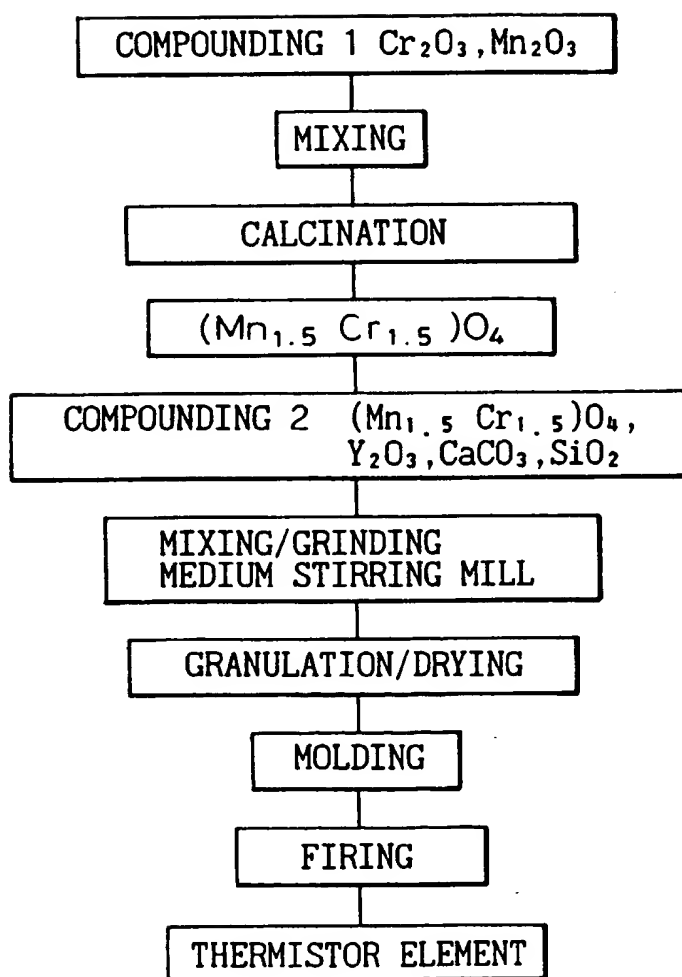 COMPOUNDING 1 Cr₂O₃,Mn₂O₃
MIXING
CALCINATION
(Mn₁.₅ Cr₁.₅)O₄
COMPOUNDING 2 (Mn₁.₅ Cr₁.₅)O₄,
Y₂O₃,CaCO₃,SiO₂
MIXING/GRINDING
MEDIUM STIRRING MILL
GRANULATION/DRYING
MOLDING
FIRING
THERMISTOR ELEMENT